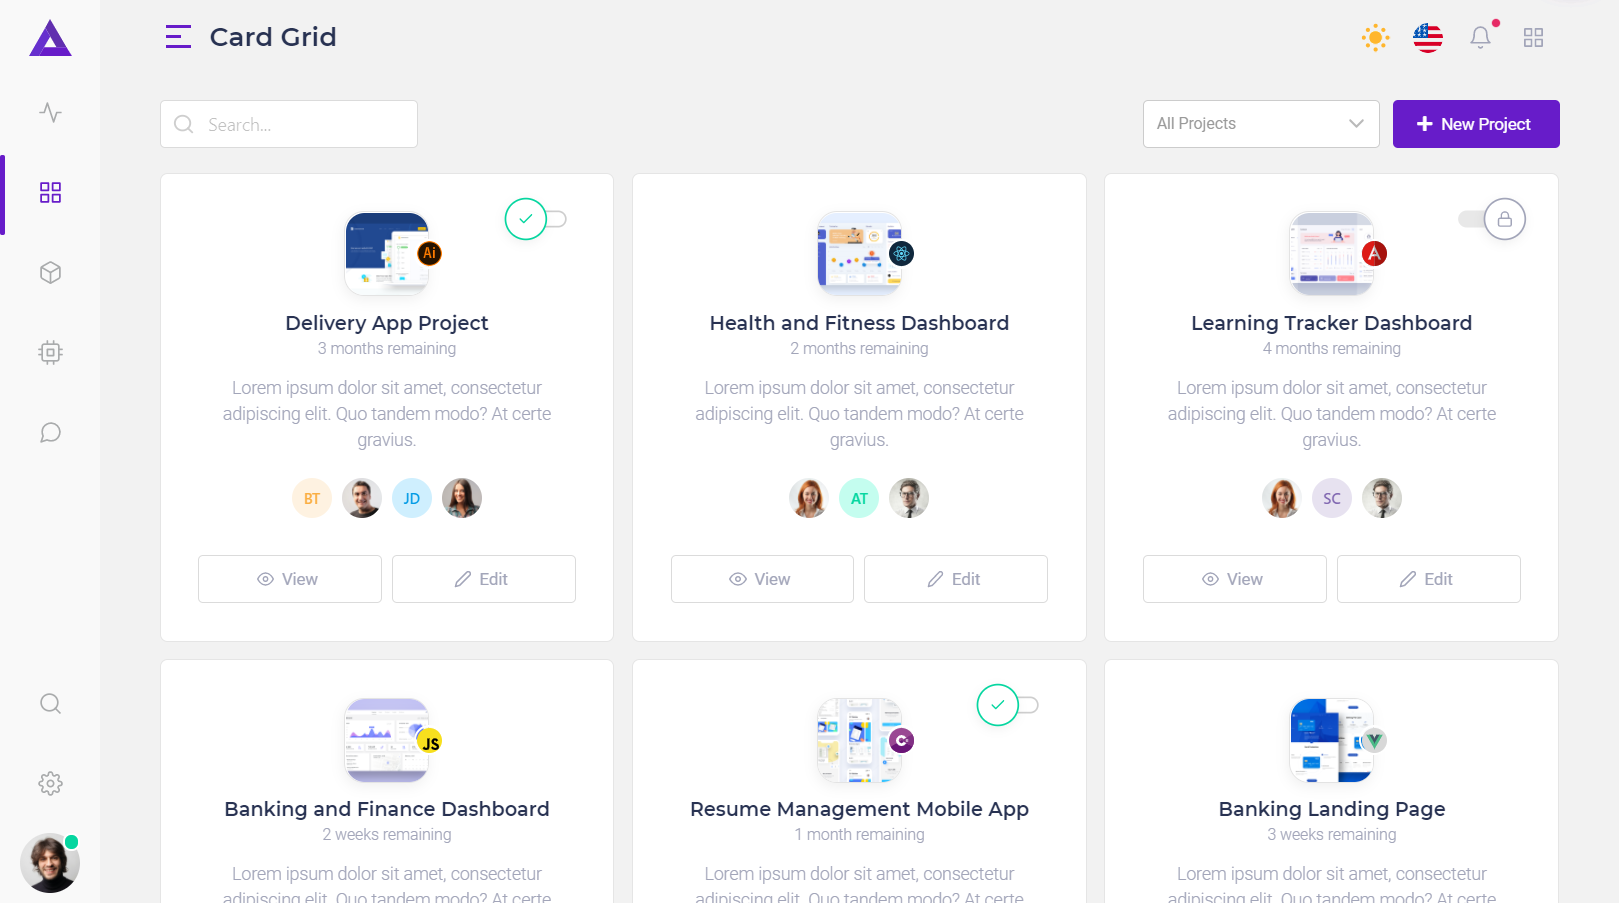 Card Grid
Search...
All Projects
New Project
Ai
Delivery App Project
3 months remaining
Lorem ipsum dolor sit amet, consectetur
adipiscing elit. Quo tandem modo? At certe
gravius.
BT
JD
View
Edit
Health and Fitness Dashboard
2 months remaining
Lorem ipsum dolor sit amet, consectetur
adipiscing elit. Quo tandem modo? At certe
gravius.
AT
View
Edit
A
Learning Tracker Dashboard
4 months remaining
Lorem ipsum dolor sit amet, consectetur
adipiscing elit. Quo tandem modo? At certe
gravius.
SC
View
Edit
JS
Banking and Finance Dashboard
2 weeks remaining
Lorem ipsum dolor sit amet, consectetur
adipiscing elit. Quo tandem modo? At certe
C
Resume Management Mobile App
1 month remaining
Lorem ipsum dolor sit amet, consectetur
adipiscing elit. Quo tandem modo? At certe
Banking Landing Page
3 weeks remaining
Lorem ipsum dolor sit amet, consectetur
adipiscing elit. Quo tandem modo? At certe